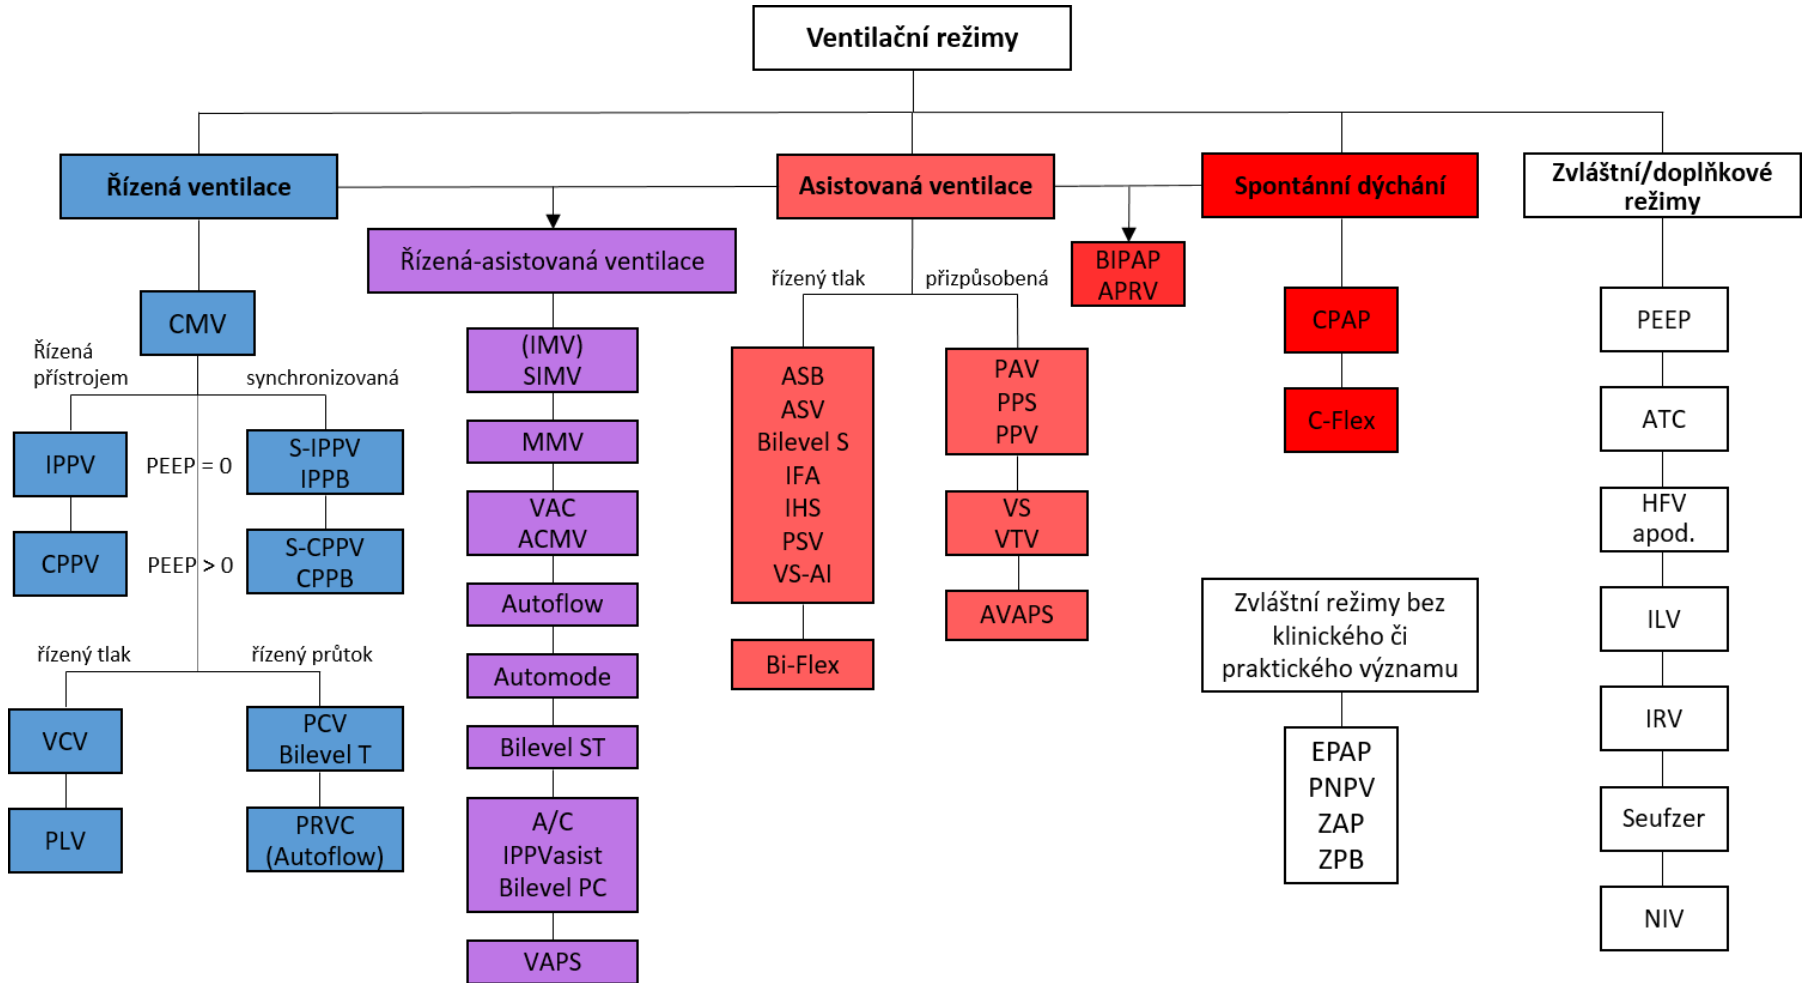 Ventilační režimy
Řízená ventilace
Asistovaná ventilace
Spontánní dýchání
Zvláštní/doplňkové
režimy
Řízená-asistovaná ventilace
BIPAP
APRV
CMV
Řízená
přístrojem
synchronizovaná
IPPV
PEEP = 0
S-IPPV
IPPB
CPPV
PEEP > 0
S-CPPV
CPPB
řízený tlak
řízený průtok
VCV
PCV
Bilevel T
PLV
PRVC
(Autoflow)
(IMV)
SIMV
MMV
VAC
ACMV
Autoflow
Automode
Bilevel ST
A/C
IPPVasist
Bilevel PC
VAPS
řízený tlak
přizpůsobená
ASB
ASV
Bilevel S
IFA
IHS
PSV
VS-AI
Bi-Flex
PAV
PPS
PPV
VS
VTV
AVAPS
CPAP
C-Flex
Zvláštní režimy bez
klinického či
praktického významu
EPAP
PNPV
ZAP
ZPB
PEEP
ATC
HFV
apod.
ILV
IRV
Seufzer
NIV